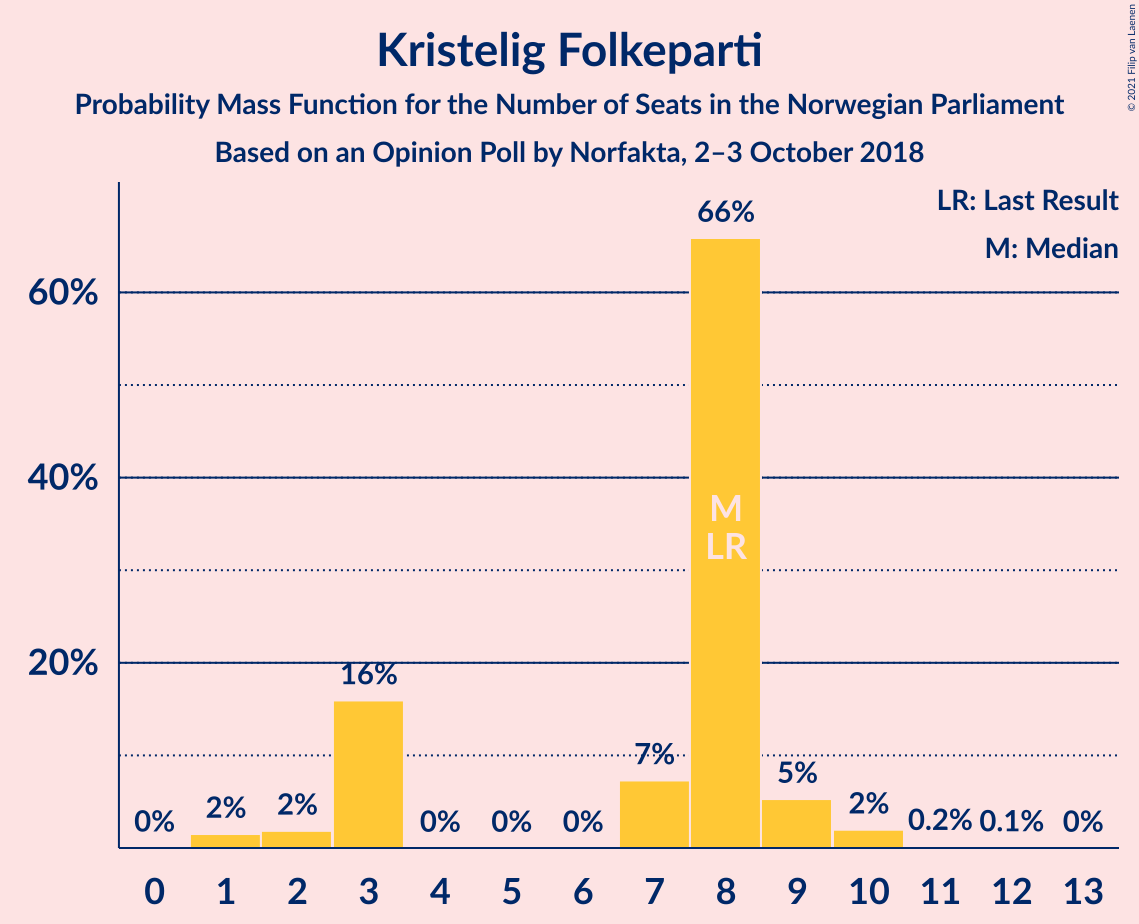 Kristelig Folkeparti
Probability Mass Function for the Number of Seats in the Norwegian Parliament
Based on an Opinion Poll by Norfakta, 2–3 October 2018
© 2021 Filip van Laenen
LR: Last Result
M: Median
60%
40%
20%
0%
2%
2%
16%
0%
0%
0%
7%
66%
M
LR
5%
2%
0.2%
0.1%
0%
0 1 2 3 4 5 6 7 8 9 10 11 12 13